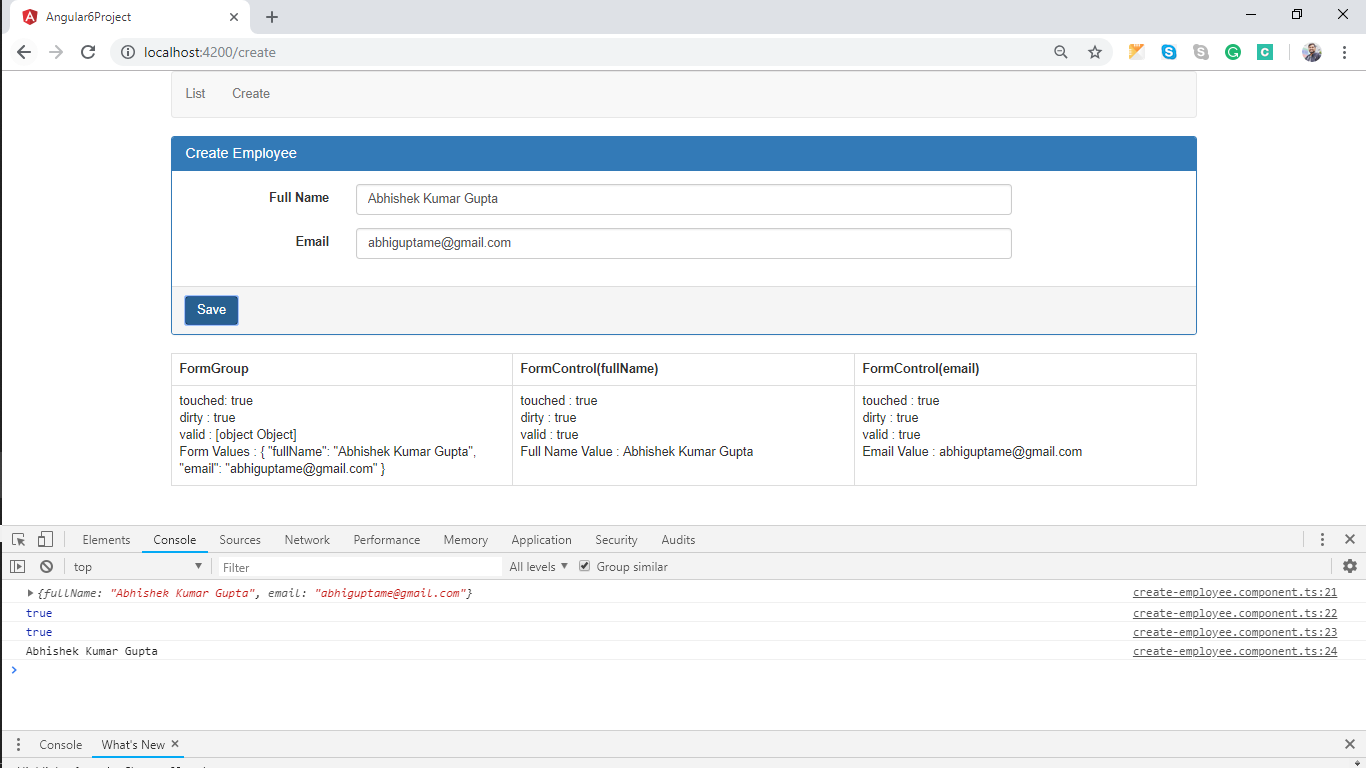 Angular6Project
localhost:4200/create
List Create
Create Employee
Full Name Abhishek Kumar Gupta
Email abhiguptame@gmail.com
Save
FormGroup FormControl(fullName) FormControl(email)
touched: true
dirty : true
valid : [object Object]
Form Values : { "fullName": "Abhishek Kumar Gupta",
"email": "abhiguptame@gmail.com" }
touched : true
dirty : true
valid : true
Full Name Value : Abhishek Kumar Gupta
touched : true
dirty : true
valid : true
Email Value : abhiguptame@gmail.com
Elements Console Sources Network Performance Memory Application Security Audits
top Filter All levels Group similar
{fullName: "Abhishek Kumar Gupta", email: "abhiguptame@gmail.com"} create-employee.component.ts:21
true create-employee.component.ts:22
true create-employee.component.ts:23
Abhishek Kumar Gupta create-employee.component.ts:24
Console What's New